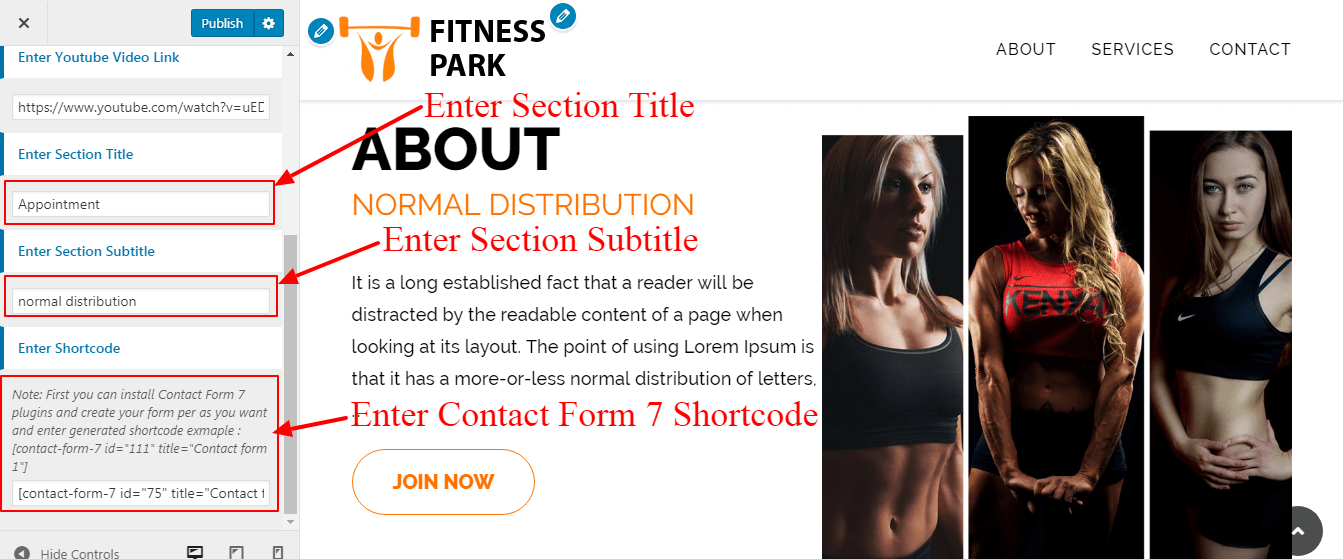 Publish
Enter Youtube Video Link
https://www.youtube.com/watch?v=uED
Enter Section Title
Appointment
Enter Section Subtitle
normal distribution
Enter Shortcode
Note: First you can install Contact Form 7
plugins and create your form per as you want
and enter generated shortcode exmaple :
[contact-form-7 id="111" title="Contact form
1"]
[contact-form-7 id="75" title="Contact f
Hide Controls
FITNESS
PARK
ABOUT SERVICES CONTACT
Enter Section Title
ABOUT
NORMAL DISTRIBUTION
Enter Section Subtitle
It is a long established fact that a reader will be
distracted by the readable content of a page when
looking at its layout. The point of using Lorem Ipsum is
that it has a more-or-less normal distribution of letters,
Enter Contact Form 7 Shortcode
JOIN NOW
KENYA